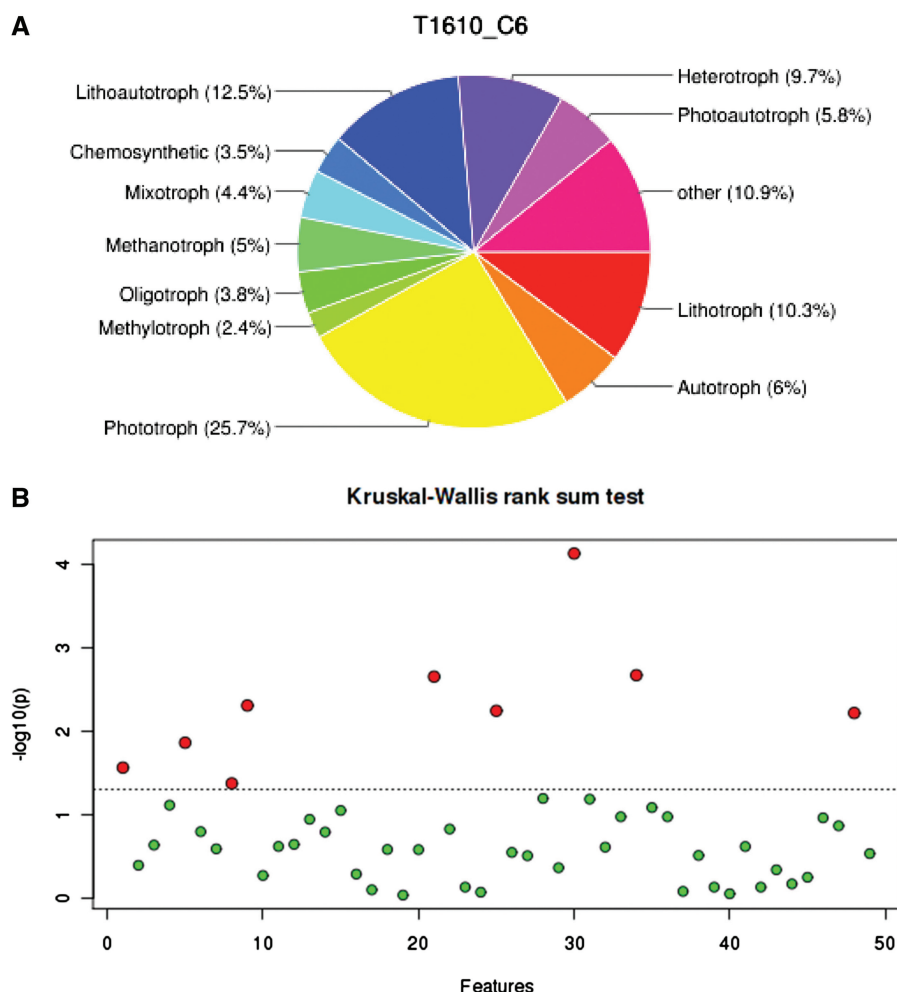 A
T1610_C6
Lithoautotroph (12.5%)
Chemosynthetic (3.5%)
Mixotroph (4.4%)
Methanotroph (5%)
Oligotroph (3.8%)
Methylotroph (2.4%)
Phototroph (25.7%)
Heterotroph (9.7%)
Photoautotroph (5.8%)
other (10.9%)
Lithotroph (10.3%)
Autotroph (6%)
B
Kruskal-Wallis rank sum test
-log10(p)
4
3
2
1
0
0 10 20 30 40 50
Features